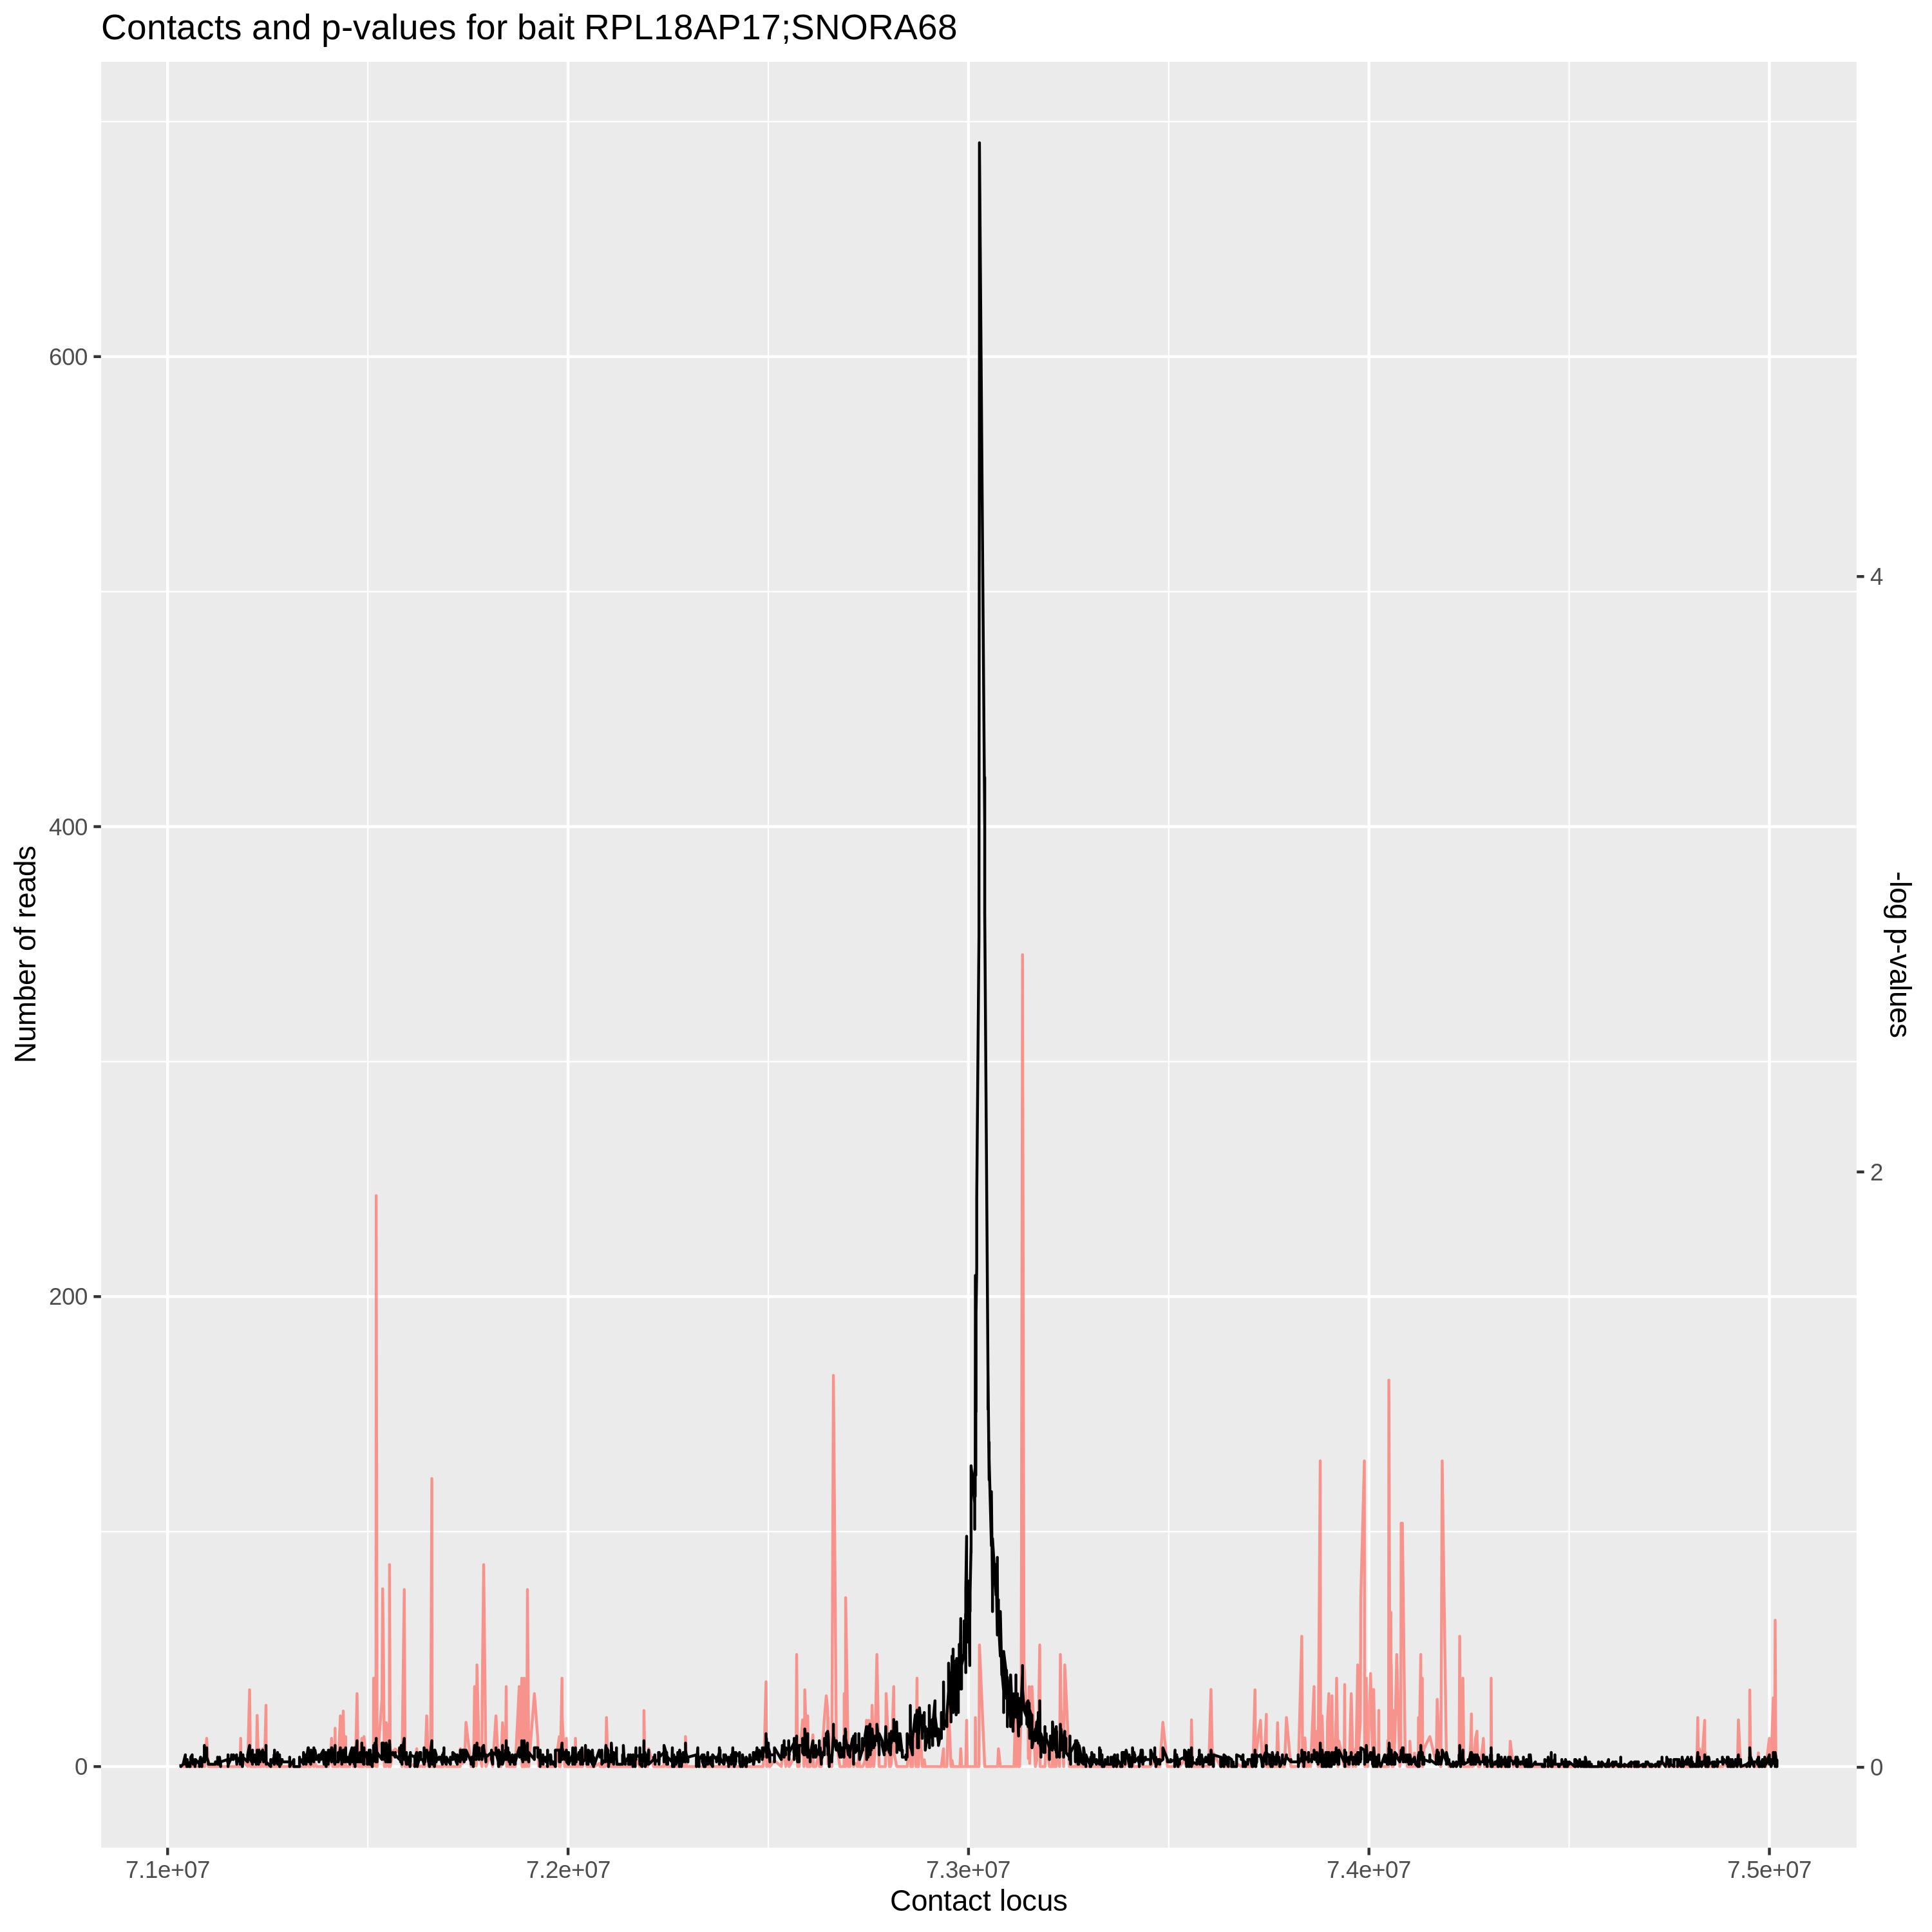 Contacts and p-values for bait RPL18AP17;SNORA68
600
400
200
0
Number of reads
4
2
0
-log p-values
7.1e+07 7.2e+07 7.3e+07 7.4e+07 7.5e+07
Contact locus